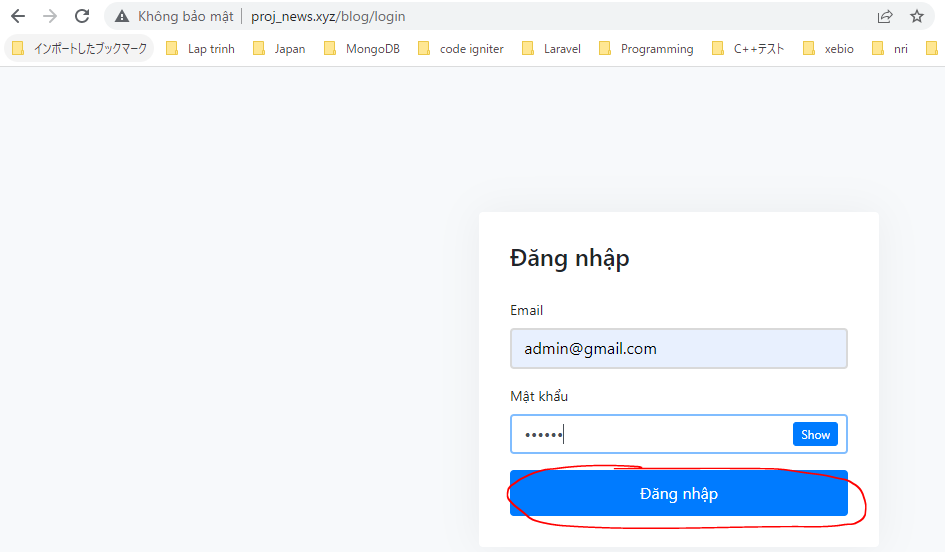 Không bảo mật | proj_news.xyz/blog/login
インポートしたブックマーク Lap trinh Japan MongoDB code igniter Laravel Programming C++テスト xebio nri
Đăng nhập
Email
admin@gmail.com
Mật khẩu
•••••• Show
Đăng nhập